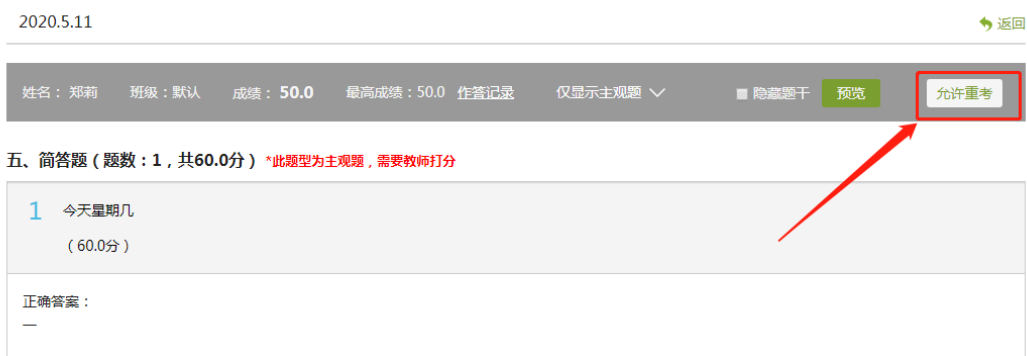 2020.5.11 返回
姓名：郑莉 班级：默认 成绩：50.0 最高成绩：50.0 作答记录 仅显示主观题 隐藏题干 预览 允许重考
五、简答题（题数：1，共60.0分）*此题型为主观题，需要教师打分
1 今天星期几
（60.0分）
正确答案：
一